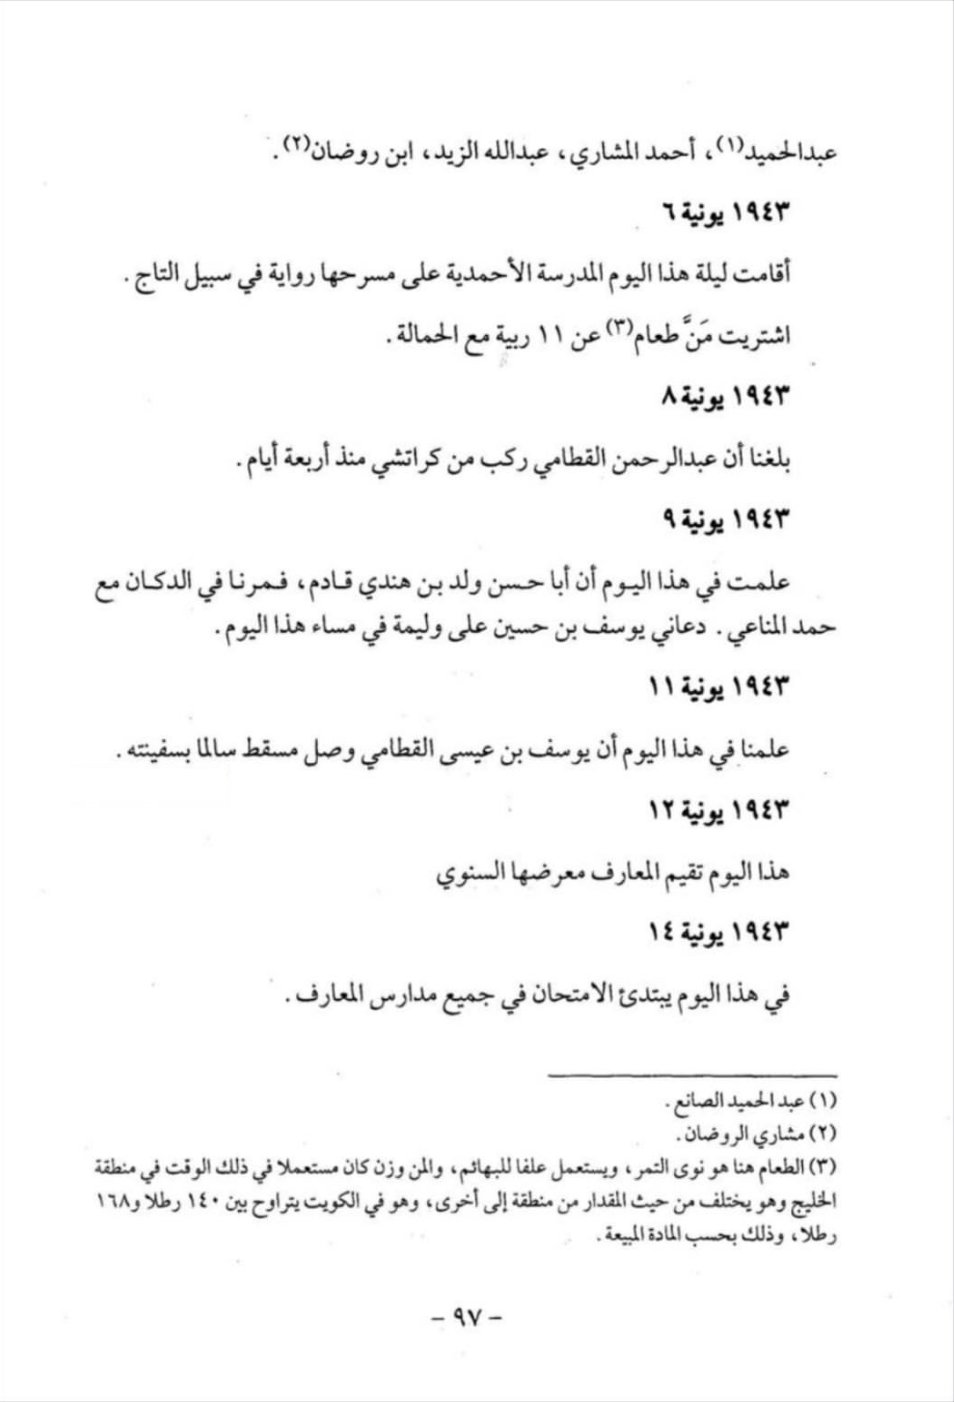 عبدالحميد(١)، أحمد المشاري، عبدالله الزيد، ابن روضان(٢).
١٩٤٣ يونية ٦
أقامت ليلة هذا اليوم المدرسة الأحمدية على مسرحها رواية في سبيل التاج.
اشتريت مَنَّ طعام(٣) عن ١١ ربية مع الحمالة.
١٩٤٣ يونية ٨
بلغنا أن عبدالرحمن القطامي ركب من كراتشي منذ أربعة أيام.
١٩٤٣ يونية ٩
علمت في هذا اليوم أن أبا حسن ولد بن هندي قادم، فمرنا في الدكان مع
حمد المناعي. دعاني يوسف بن حسين على وليمة في مساء هذا اليوم.
١٩٤٣ يونية ١١
علمنا في هذا اليوم أن يوسف بن عيسى القطامي وصل مسقط سالما بسفينته.
١٩٤٣ يونية ١٢
هذا اليوم تقيم المعارف معرضها السنوي
١٩٤٣ يونية ١٤
في هذا اليوم يبتدئ الامتحان في جميع مدارس المعارف.
(١) عبد الحميد الصانع.
(٢) مشاري الروضان.
(٣) الطعام هنا هو نوى التمر، ويستعمل علفا للبهائم، والمن وزن كان مستعملا في ذلك الوقت في منطقة
الخليج وهو يختلف من حيث المقدار من منطقة إلى أخرى، وهو في الكويت يتراوح بين ١٤٠ رطلا و١٦٨
رطلا، وذلك بحسب المادة المبيعة.
- ٩٧ -